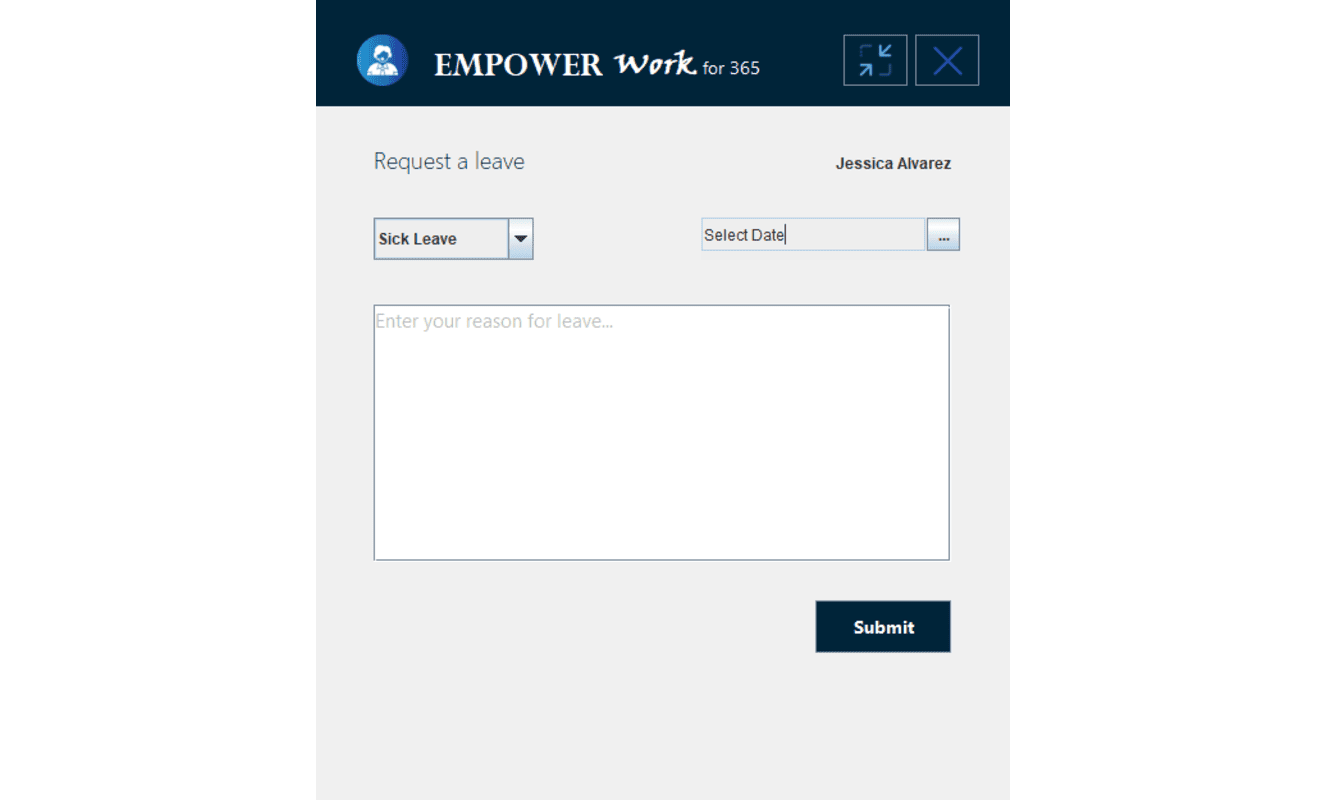 EMPOWER Work for 365
Request a leave
Jessica Alvarez
Sick Leave
Select Date
...
Enter your reason for leave...
Submit